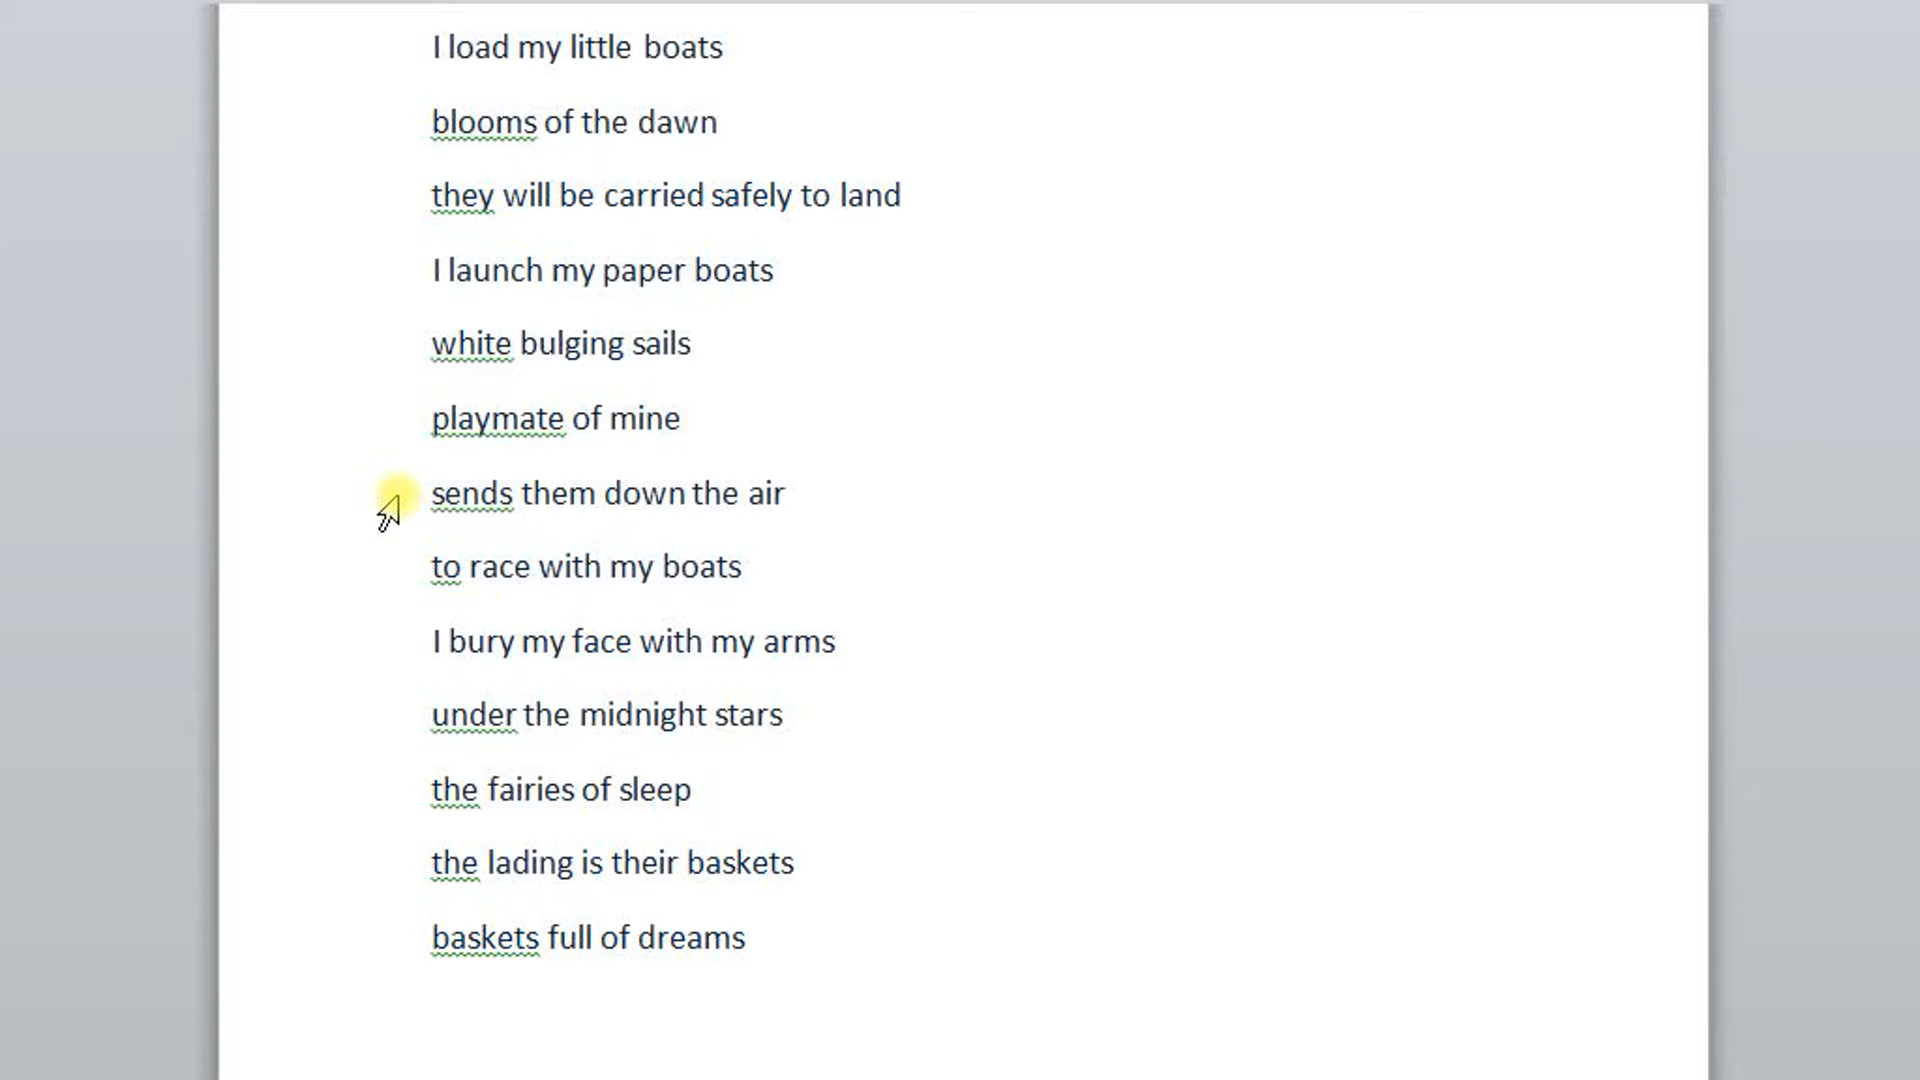 I load my little boats
blooms of the dawn
they will be carried safely to land
I launch my paper boats
white bulging sails
playmate of mine
sends them down the air
to race with my boats
I bury my face with my arms
under the midnight stars
the fairies of sleep
the lading is their baskets
baskets full of dreams